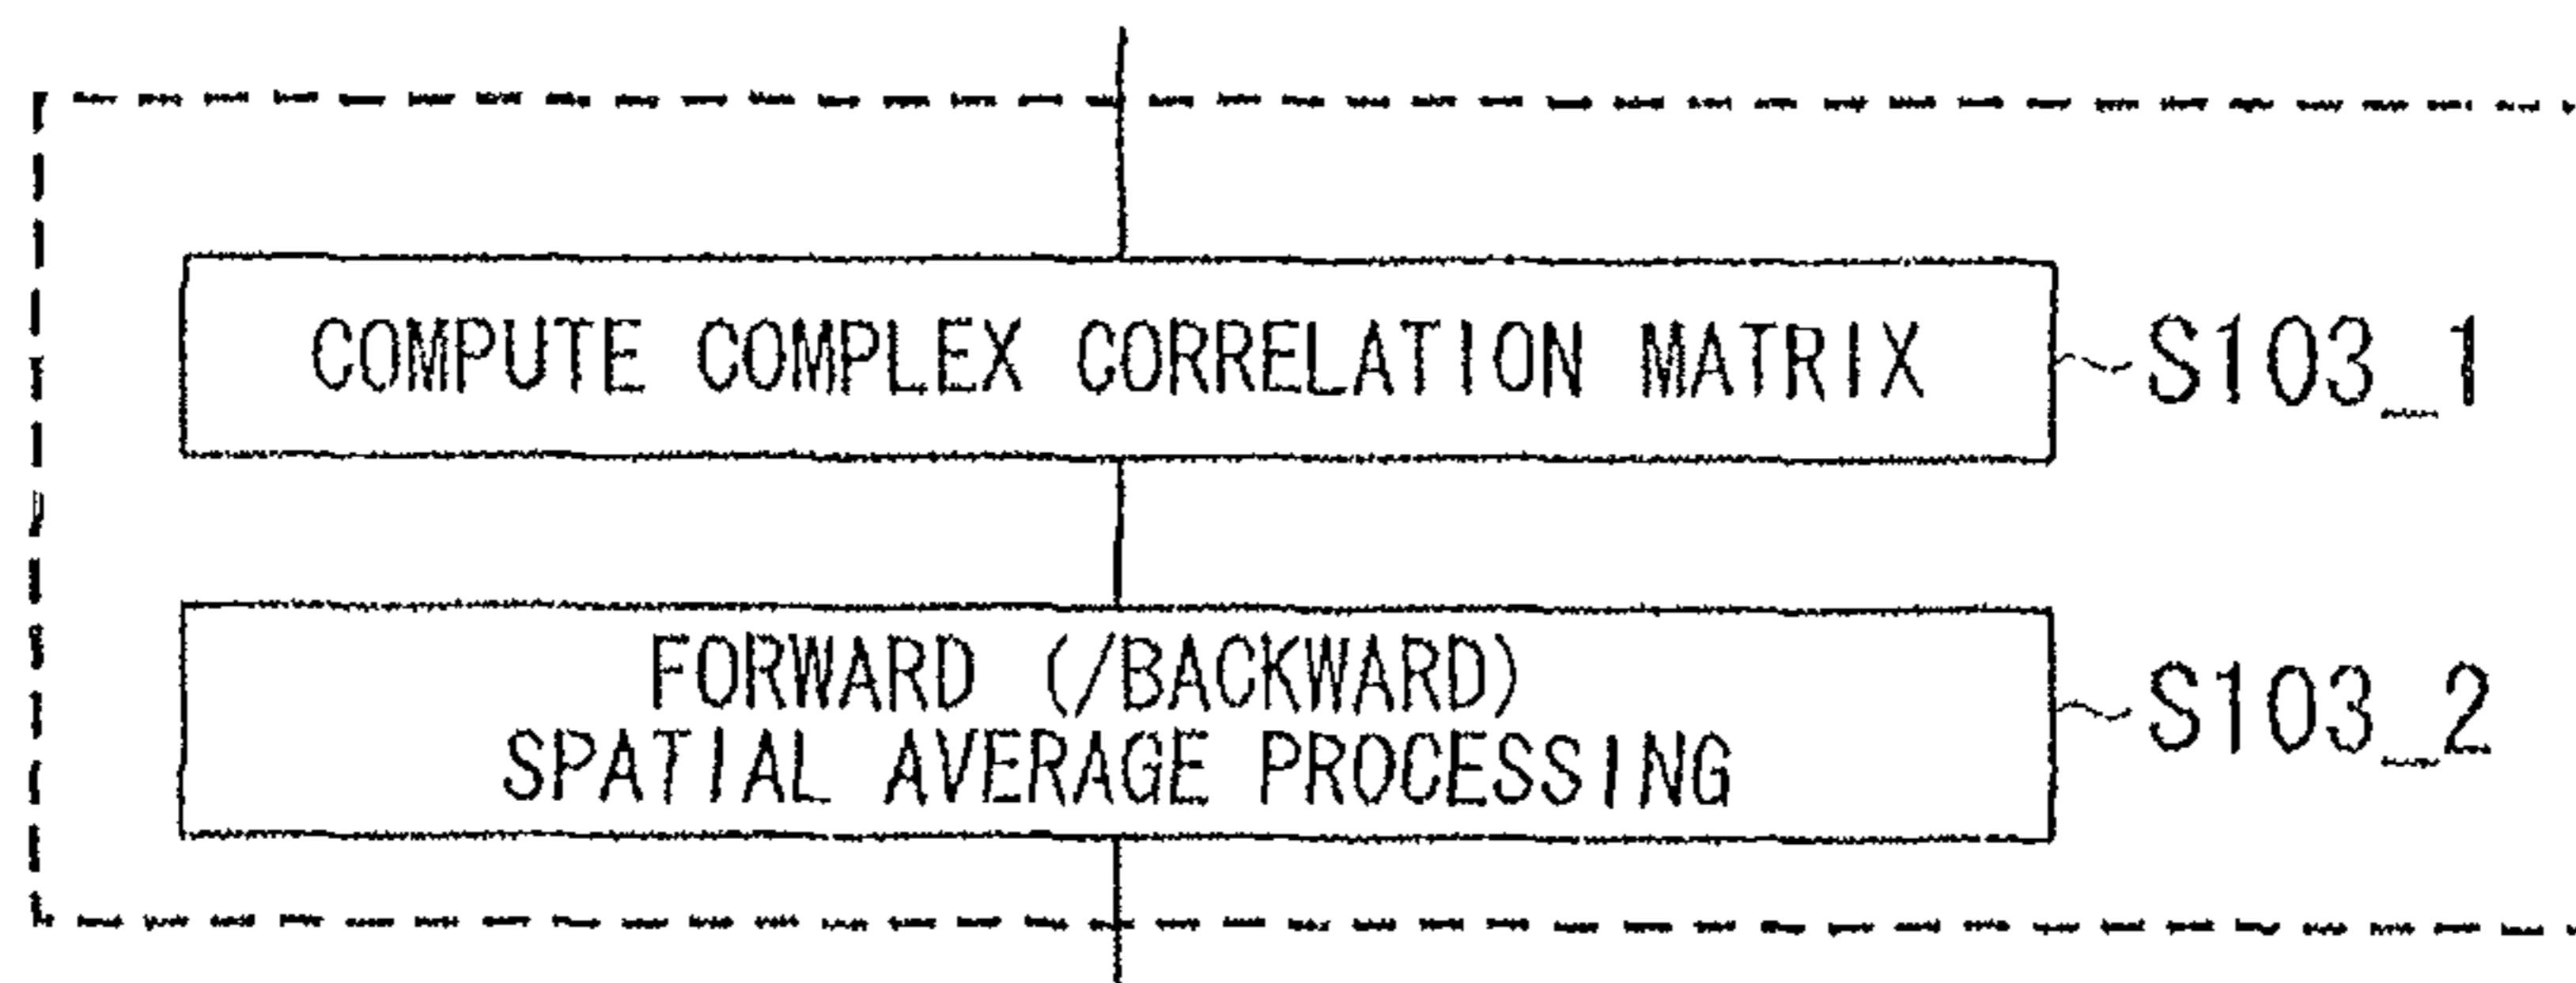 COMPUTE COMPLEX CORRELATION MATRIX
S103_1
FORWARD (/BACKWARD)
SPATIAL AVERAGE PROCESSING
S103_2